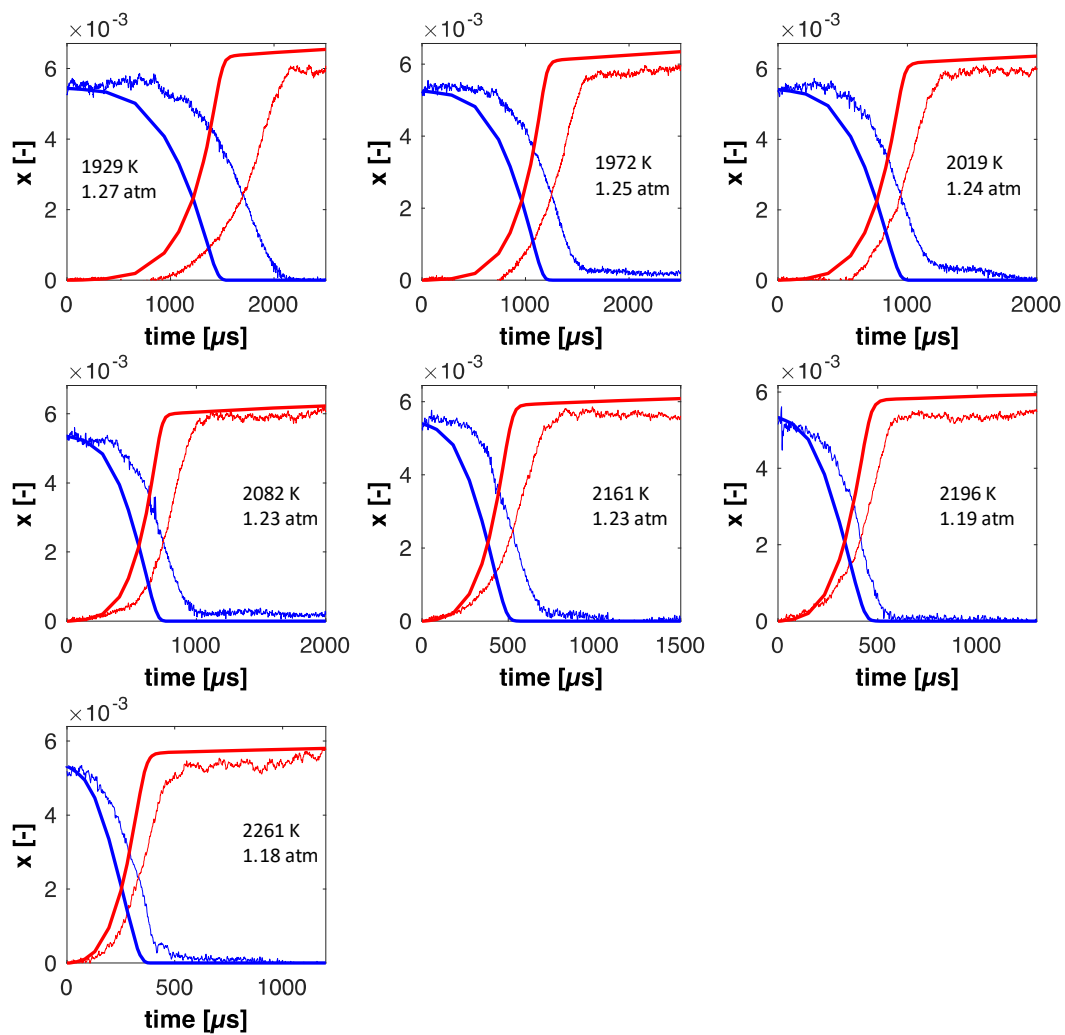 ×10⁻³
6
4
2
0
x [-]
1929 K
1.27 atm
0 1000 2000
time [µs]
×10⁻³
6
4
2
0
x [-]
1972 K
1.25 atm
0 1000 2000
time [µs]
×10⁻³
6
4
2
0
x [-]
2019 K
1.24 atm
0 1000 2000
time [µs]
×10⁻³
6
4
2
0
x [-]
2082 K
1.23 atm
0 1000 2000
time [µs]
×10⁻³
6
4
2
0
x [-]
2161 K
1.23 atm
0 500 1000 1500
time [µs]
×10⁻³
6
4
2
0
x [-]
2196 K
1.19 atm
0 500 1000
time [µs]
×10⁻³
6
4
2
0
x [-]
2261 K
1.18 atm
0 500 1000
time [µs]